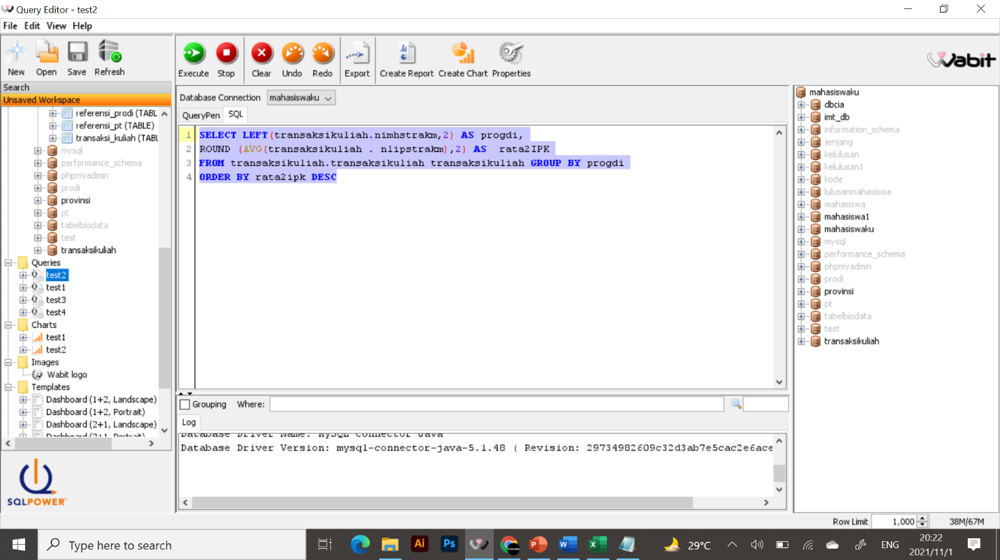 Query Editor - test2
File Edit View Help
New Open Save Refresh
Execute Stop Clear Undo Redo Export Create Report Create Chart Properties
Wabit
Search
Unsaved Workspace
referensi_prodi (TABL
referensi_pt (TABLE)
transaksi_kuliah (TABL
mysql
performance_schema
phpmyadmin
prodi
provinsi
pt
tabelbiodata
test
transaksikuliah
Queries
test2
test1
test3
test4
Charts
test1
test2
Images
Wabit logo
Templates
Dashboard (1+2, Landscape)
Dashboard (1+2, Portrait)
Dashboard (2+1, Landscape)
Dashboard (2+1, Portrait)
SQLPOWER
Database Connection mahasiswaku
QueryPen SQL
1 SELECT LEFT(transaksikuliah.nimhstrakm,2) AS progdi,
2 ROUND (AVG(transaksikuliah . nlipstrakm),2) AS rata2IPK
3 FROM transaksikuliah.transaksikuliah transaksikuliah GROUP BY progdi
4 ORDER BY rata2ipk DESC
Grouping Where:
Log
Database Driver Name: MySQL Connector Java
Database Driver Version: mysql-connector-java-5.1.48 ( Revision: 29734982609c32d3ab7e5cac2e6ace
mahasiswaku
dbcia
imt_db
information_schema
jenjang
kelulusan
kelulusan1
kode
lulusanmahasiswa
mahasiswa
mahasiswa1
mahasiswaku
mysql
performance_schema
phpmyadmin
prodi
provinsi
pt
tabelbiodata
test
transaksikuliah
Row Limit 1,000 38M/67M
Type here to search
Ai Ps
29°C
ENG
20:22
2021/11/1